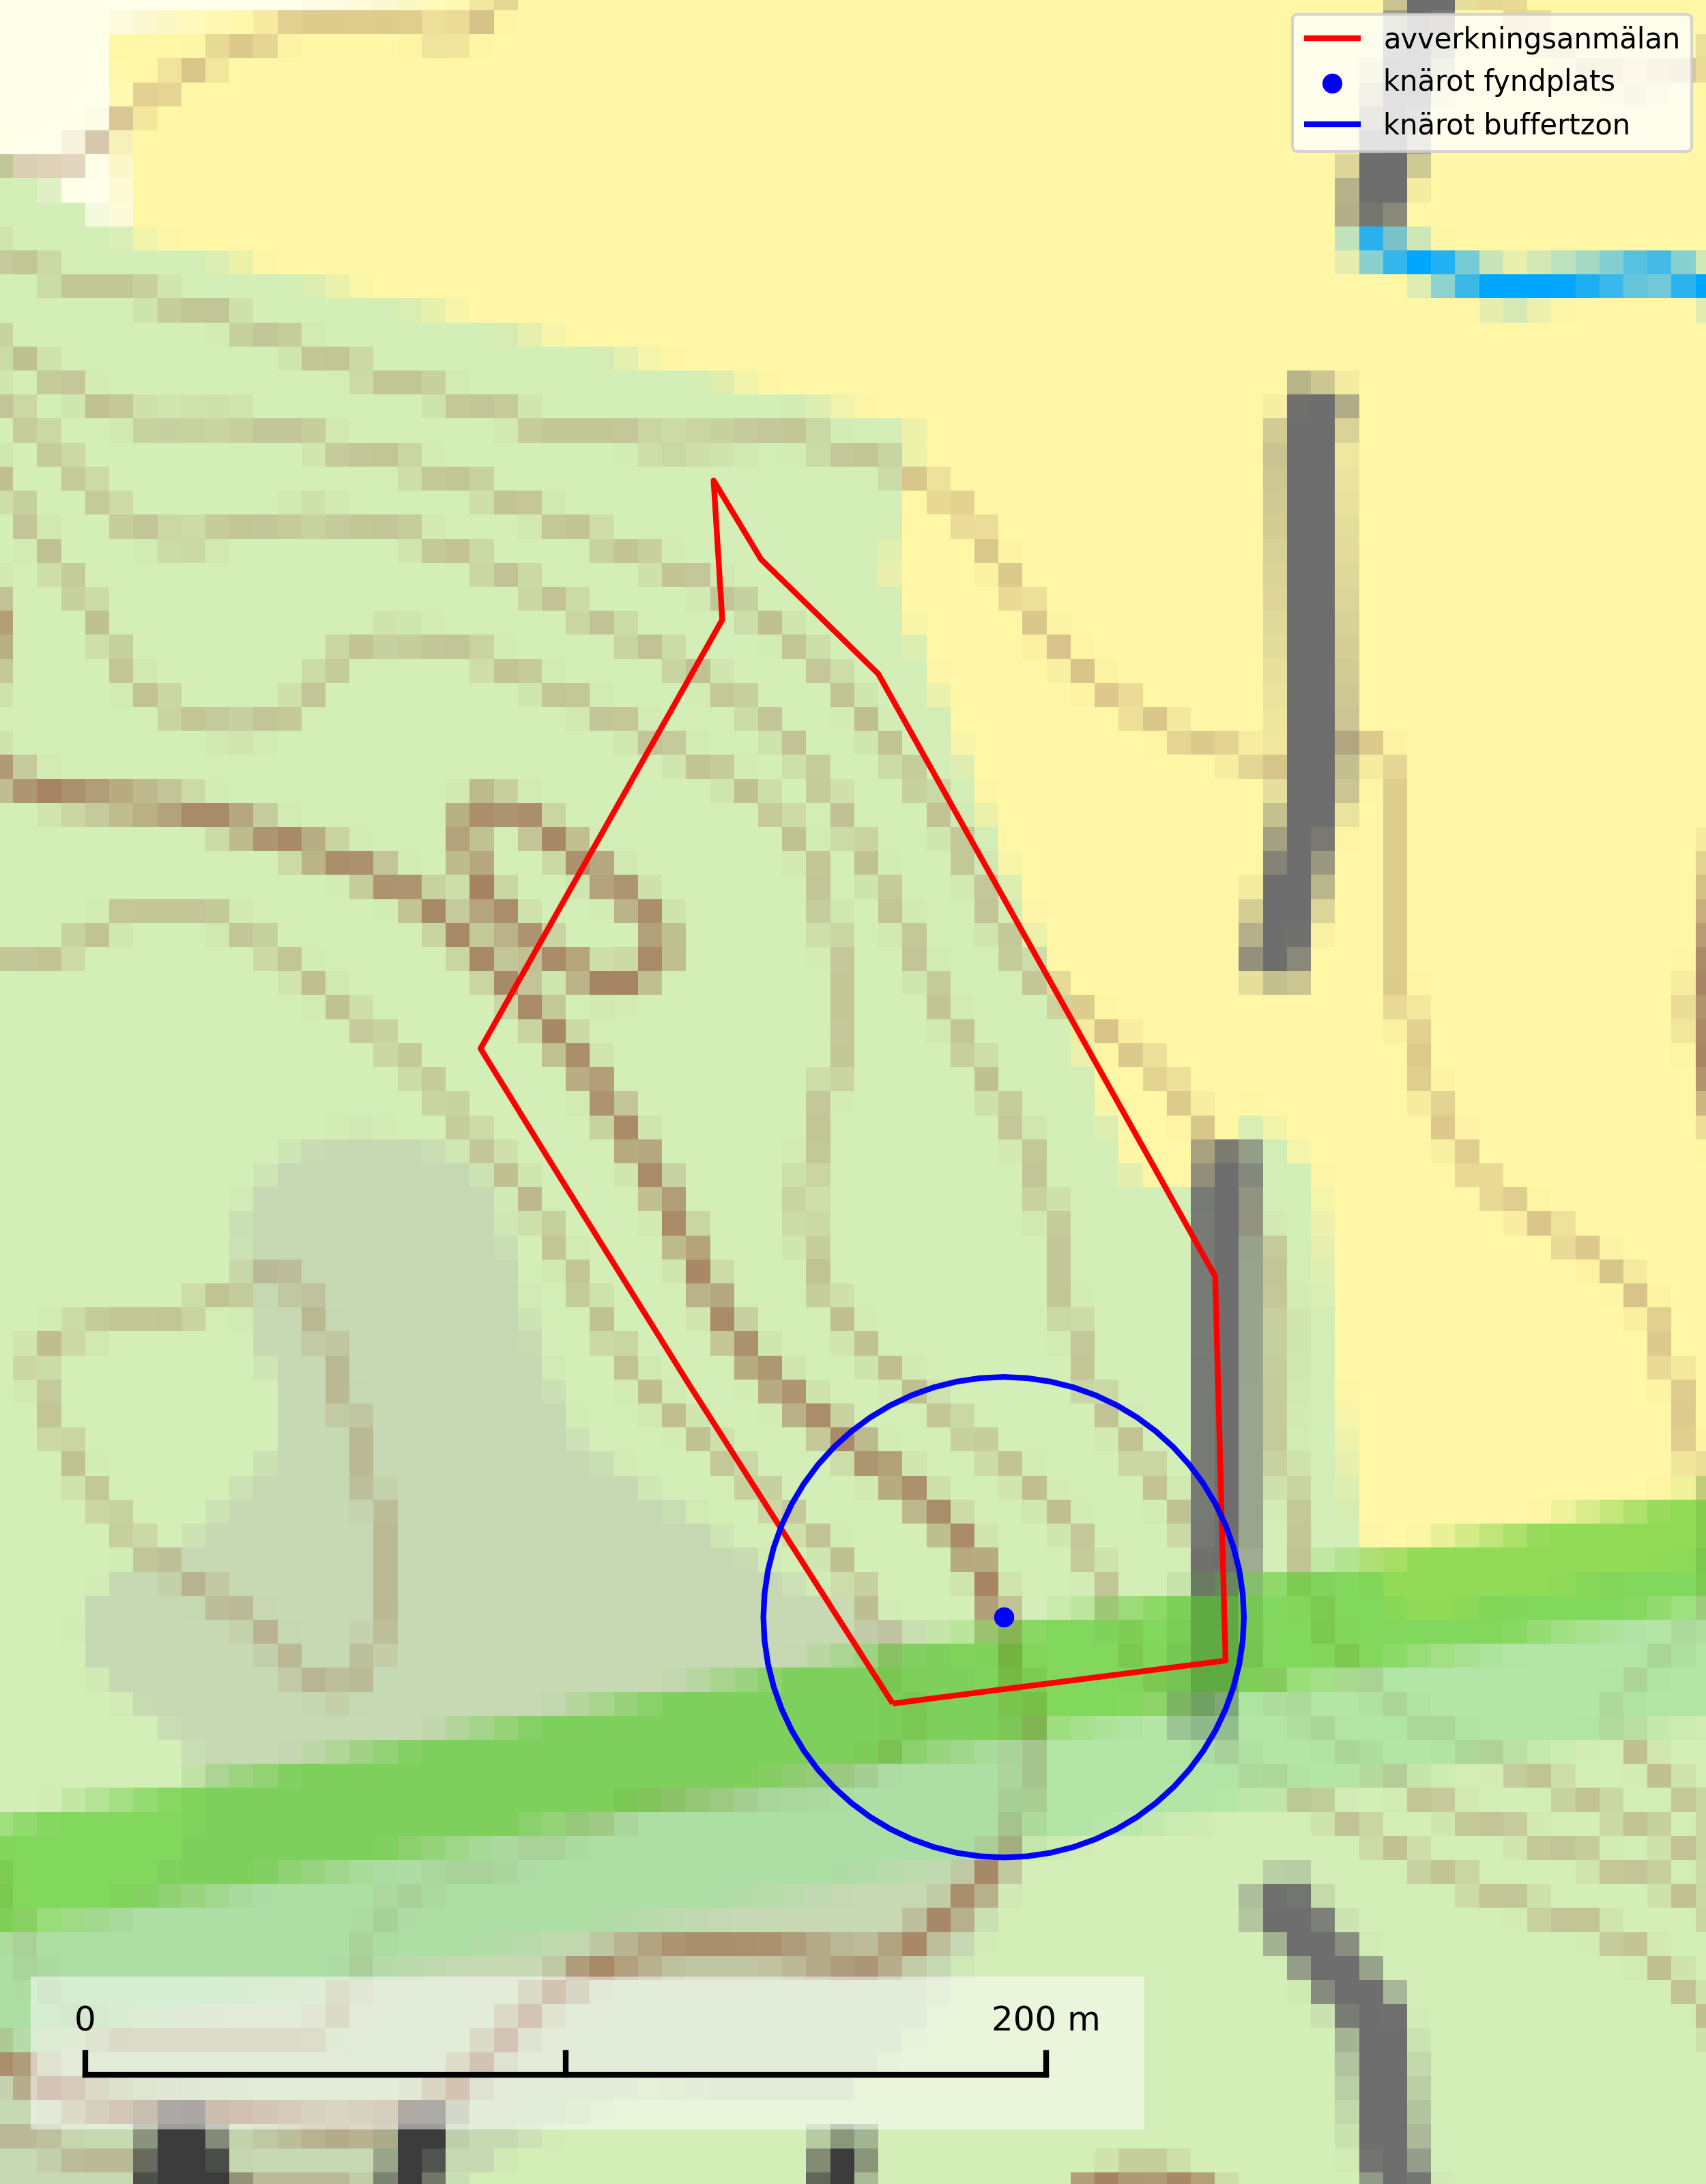 avverkningsanmälan
knärot fyndplats
knärot buffertzon
0 200 m